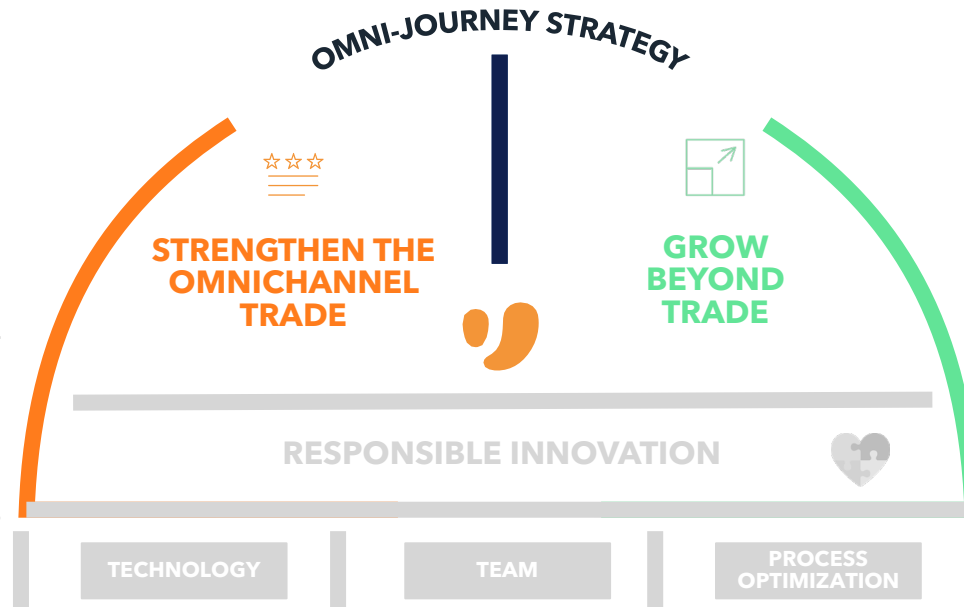 OMNI-JOURNEY STRATEGY
STRENGTHEN THE
OMNICHANNEL
TRADE
GROW
BEYOND
TRADE
RESPONSIBLE INNOVATION
TECHNOLOGY
TEAM
PROCESS
OPTIMIZATION